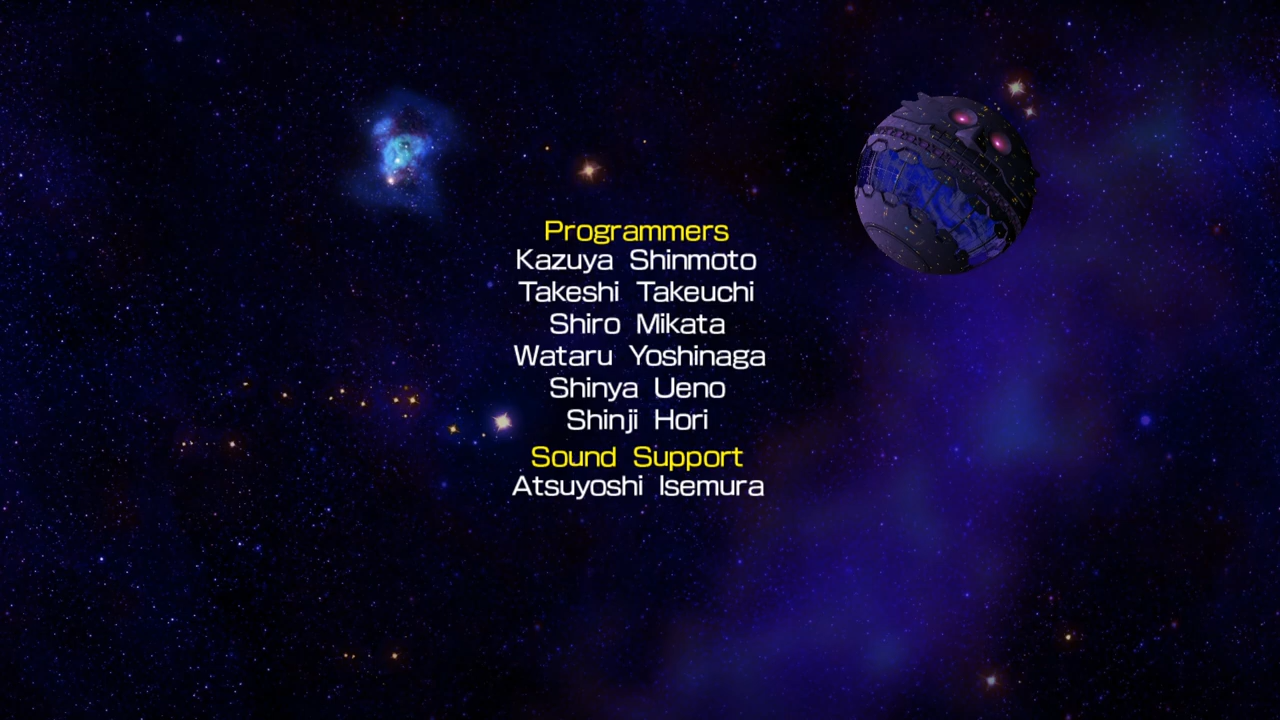 Programmers
Kazuya Shinmoto
Takeshi Takeuchi
Shiro Mikata
Wataru Yoshinaga
Shinya Ueno
Shinji Hori
Sound Support
Atsuyoshi Isemura